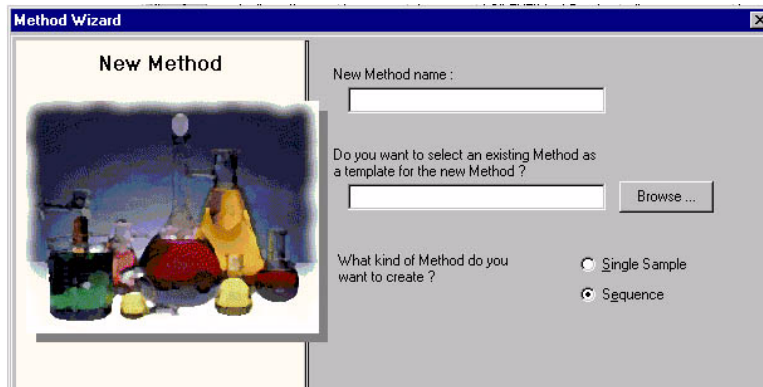 Method Wizard
New Method
New Method name :
Do you want to select an existing Method as
a template for the new Method ?
Browse ...
What kind of Method do you
want to create ?
Single Sample
Sequence